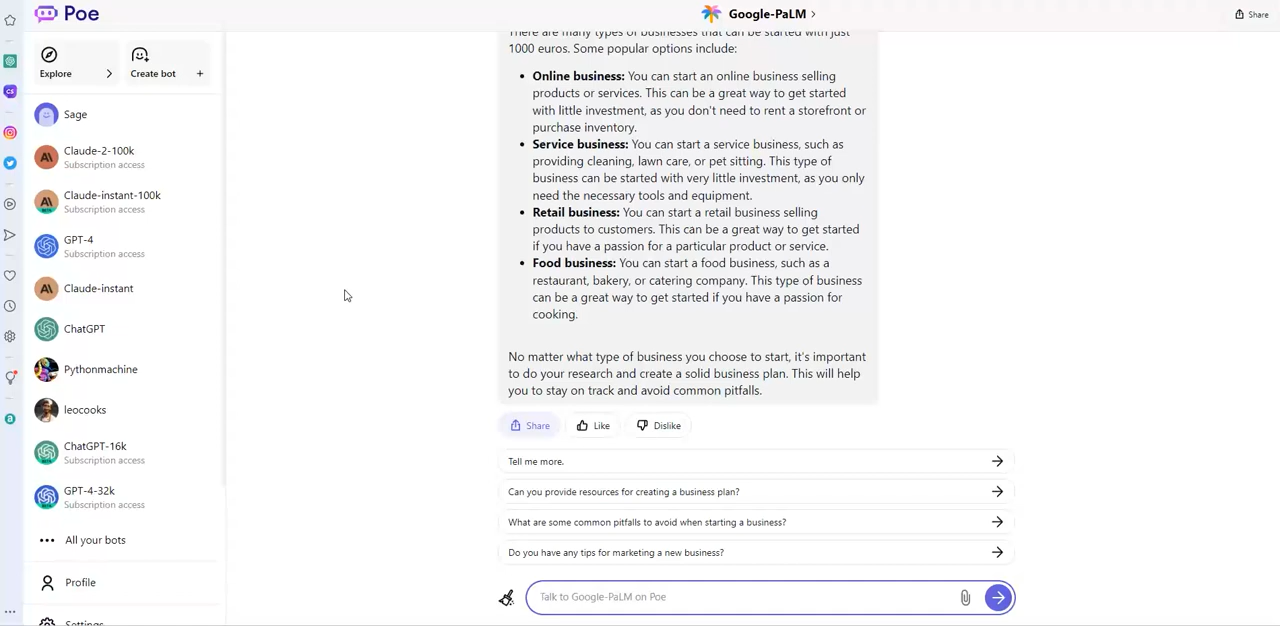 Poe
Google-PaLM
Share
Explore
Create bot
+
Sage
Claude-2-100k
Subscription access
Claude-instant-100k
Subscription access
GPT-4
Subscription access
Claude-instant
ChatGPT
Pythonmachine
leocooks
ChatGPT-16k
Subscription access
GPT-4-32k
Subscription access
All your bots
Profile
Settings
There are many types of businesses that can be started with just
1000 euros. Some popular options include:
• Online business: You can start an online business selling
products or services. This can be a great way to get started
with little investment, as you don't need to rent a storefront or
purchase inventory.
• Service business: You can start a service business, such as
providing cleaning, lawn care, or pet sitting. This type of
business can be started with very little investment, as you only
need the necessary tools and equipment.
• Retail business: You can start a retail business selling
products to customers. This can be a great way to get started
if you have a passion for a particular product or service.
• Food business: You can start a food business, such as a
restaurant, bakery, or catering company. This type of business
can be a great way to get started if you have a passion for
cooking.
No matter what type of business you choose to start, it's important
to do your research and create a solid business plan. This will help
you to stay on track and avoid common pitfalls.
Share
Like
Dislike
Tell me more.
Can you provide resources for creating a business plan?
What are some common pitfalls to avoid when starting a business?
Do you have any tips for marketing a new business?
Talk to Google-PaLM on Poe